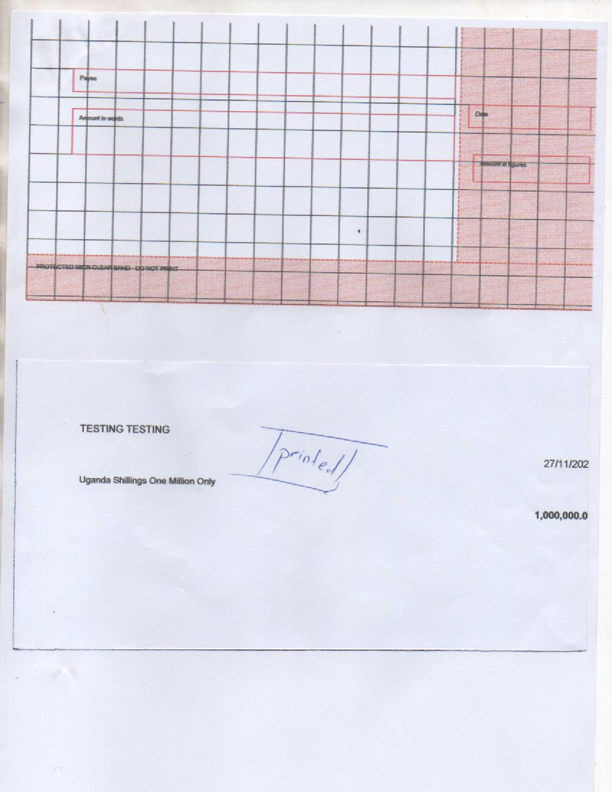 Payee
Amount in words
Date
Amount in figures
PROTECTED MICR CLEAR BAND - DO NOT PRINT
TESTING TESTING
printed
27/11/202
Uganda Shillings One Million Only
1,000,000.0